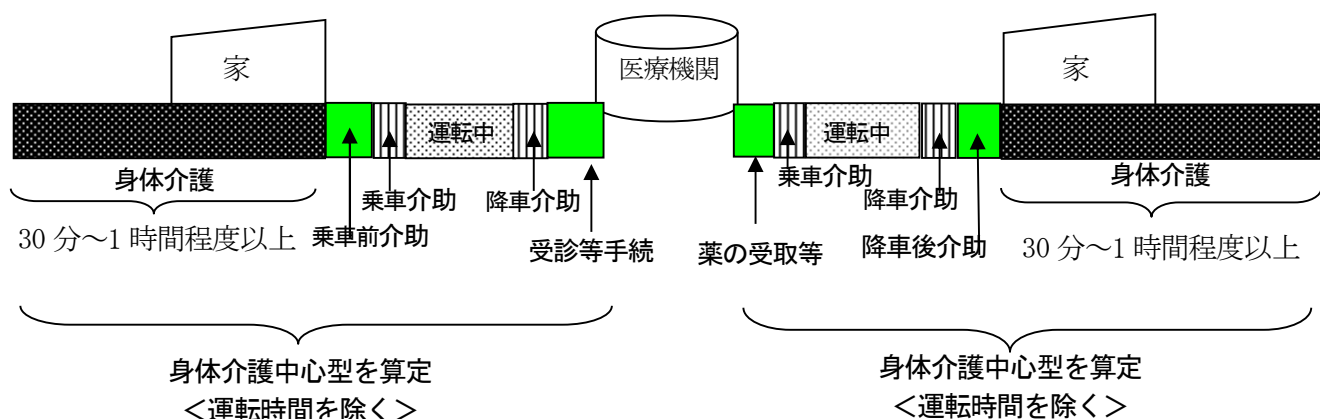 家
医療機関
家
運転中
運転中
身体介護
乗車介助
降車介助
乗車介助
降車介助
身体介護
30 分～1 時間程度以上
乗車前介助
受診等手続
薬の受取等
降車後介助
30 分～1 時間程度以上
身体介護中心型を算定
＜運転時間を除く＞
身体介護中心型を算定
＜運転時間を除く＞